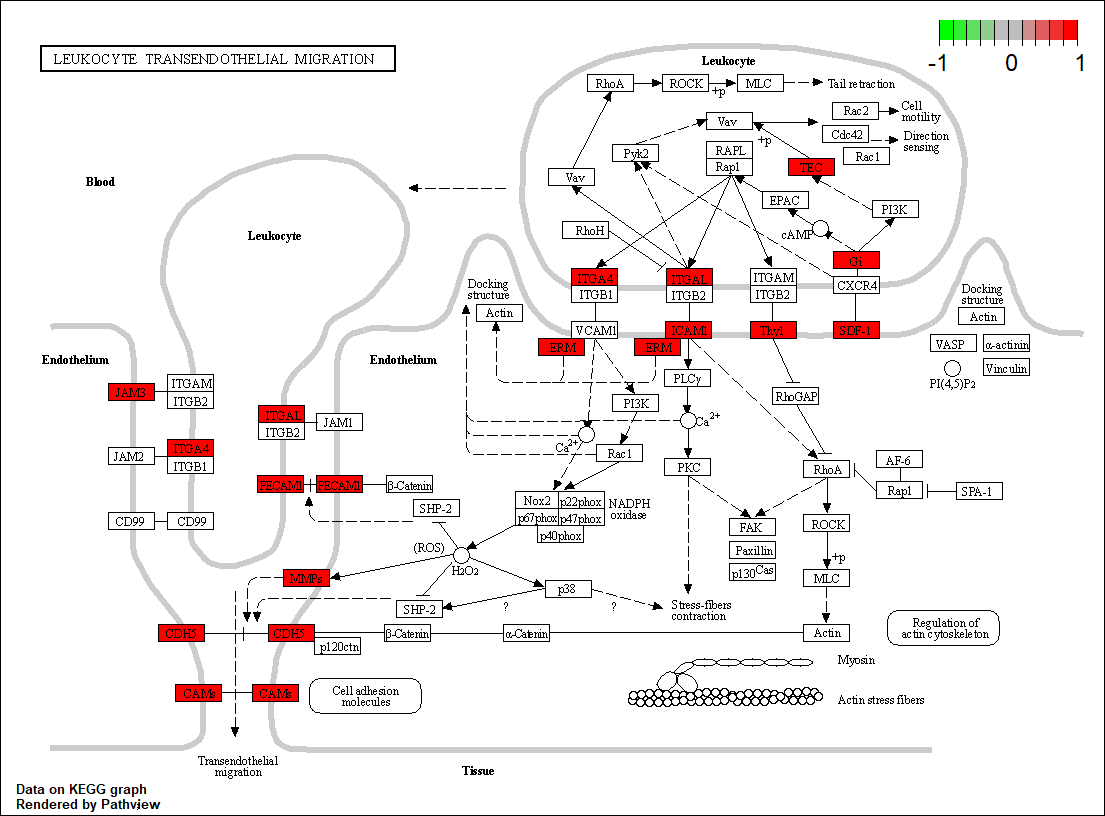 LEUKOCYTE TRANSENDOTHELIAL MIGRATION
-1 0 1
Leukocyte
RhoA ROCK MLC Tail retraction
+p
Vav Rac2 Cell
motility
+p Cdc42 Direction
sensing
Pyk2 RAPL Rac1
Rap1 TEC
Blood
Vav
EPAC PI3K
Leukocyte
RhoH cAMP
Gi
ITGA4 ITGAL ITGAM CXCR4
ITGB1 ITGB2 ITGB2
Docking
structure
Actin
Docking
structure
Actin
VCAM1 ICAM1 Thy1 SDF-1
ERM ERM
VASP α-actinin
Endothelium Endothelium
PI(4,5)P2 Vinculin
JAM3 ITGAM
ITGB2
PLCγ
PI3K RhoGAP
ITGAL JAM1
ITGB2
Ca2+ Ca2+
JAM2 ITGA4
ITGB1
Rac1 PKC RhoA AF-6
Rap1 SPA-1
PECAM1 PECAM1 β-Catenin
SHP-2
Nox2 p22phox NADPH
p67phox p47phox oxidase
p40phox
CD99 CD99
FAK ROCK
Paxillin
p130Cas
+p
(ROS)
H2O2
MMPs p38 MLC
SHP-2 ? ? Stress-fibers
contraction
CDH5 CDH5 β-Catenin α-Catenin Actin
p120ctn
Regulation of
actin cytoskeleton
Myosin
CAMs CAMs Cell adhesion
molecules
Actin stress fibers
Transendothelial
migration
Tissue
Data on KEGG graph
Rendered by Pathview